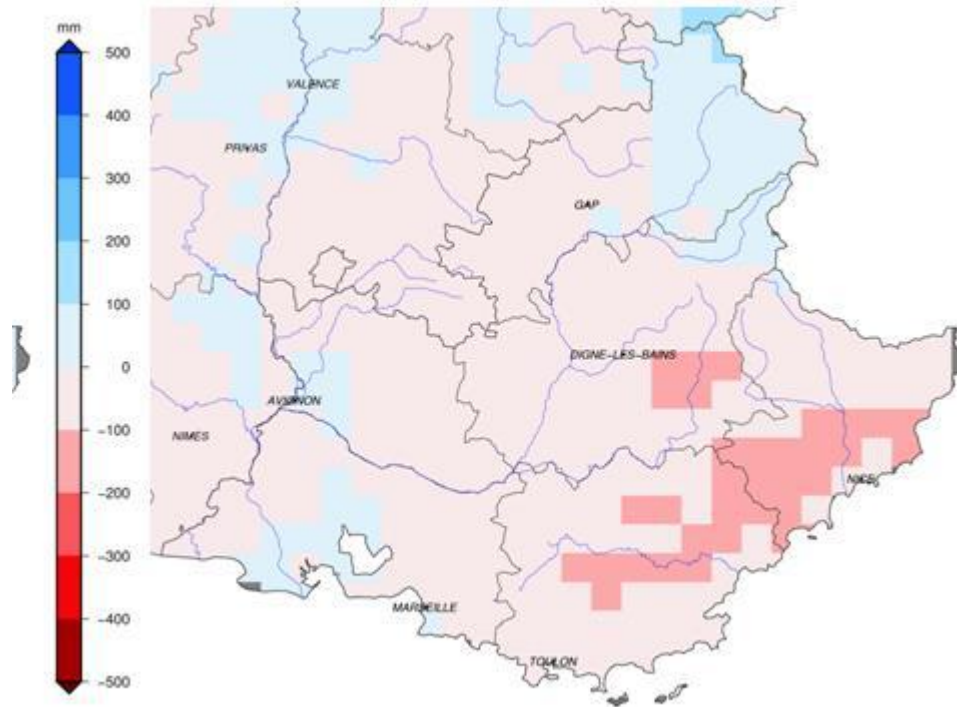 mm
500
400
300
200
100
0
-100
-200
-300
-400
-500
VALENCE
PRIVAS
GAP
DIGNE-LES-BAINS
AVIGNON
NIMES
NICE
MARSEILLE
TOULON